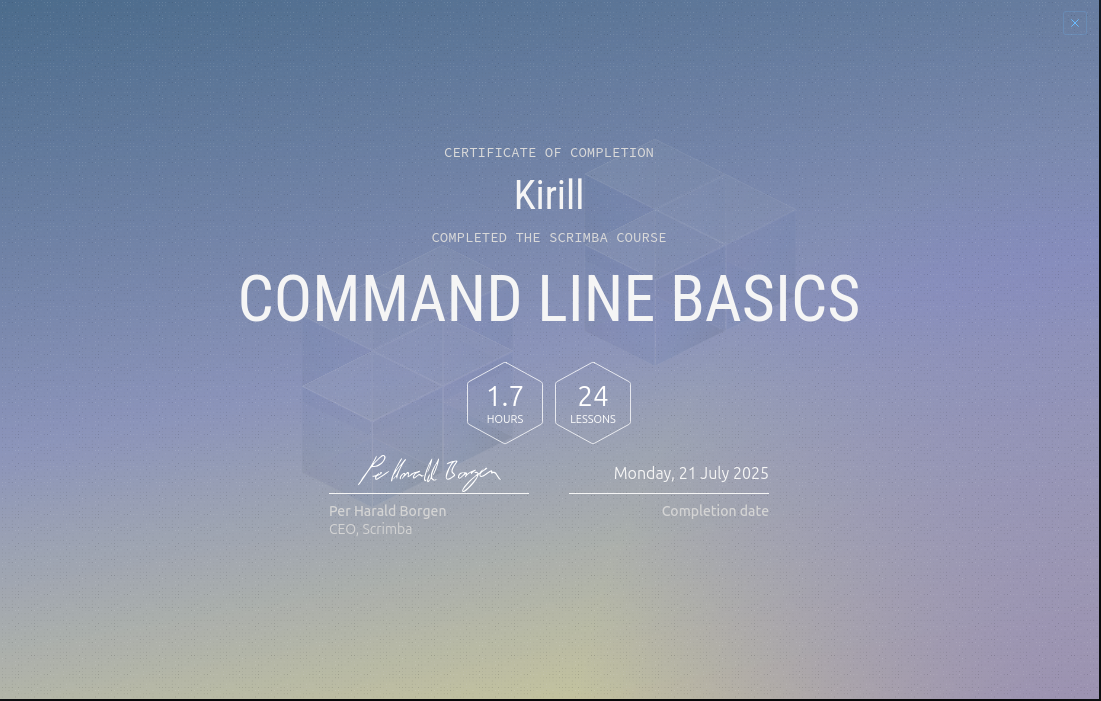 CERTIFICATE OF COMPLETION
Kirill
COMPLETED THE SCRIMBA COURSE
COMMAND LINE BASICS
1.7 24
HOURS LESSONS
Per Harald Borgen Monday, 21 July 2025
Per Harald Borgen Completion date
CEO, Scrimba